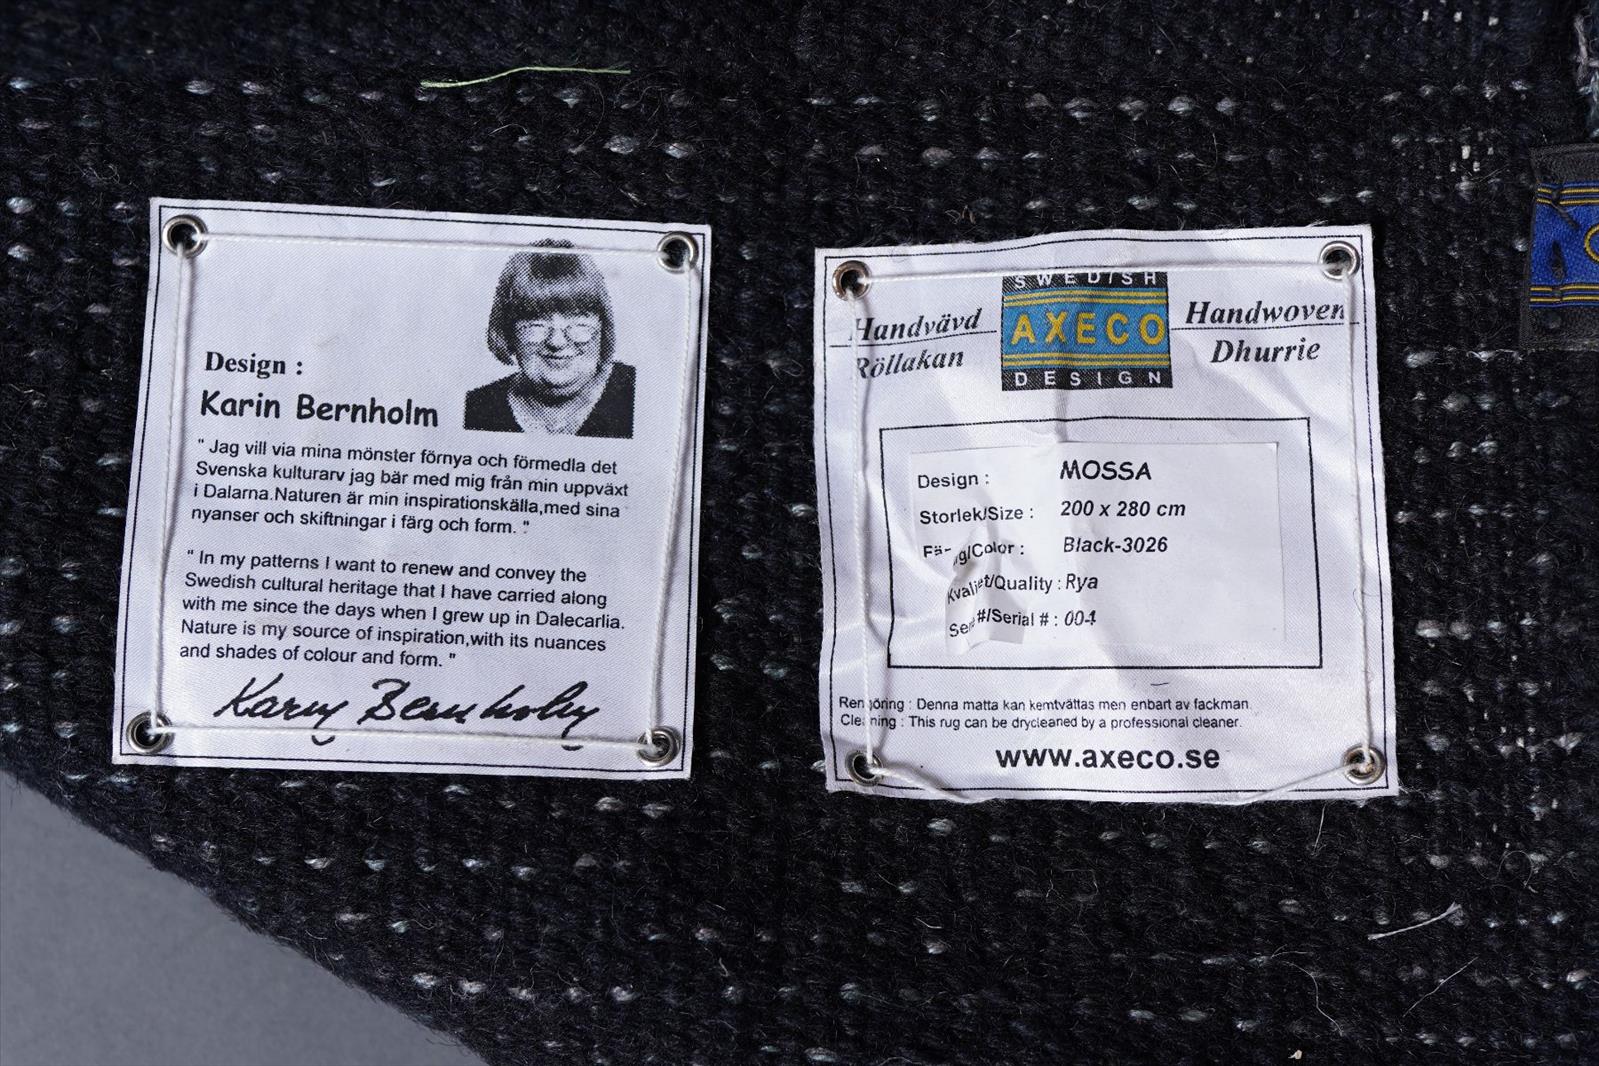 Design :
Karin Bernholm
" Jag vill via mina mönster förnya och förmedla det
Svenska kulturarv jag bär med mig från min uppväxt
i Dalarna.Naturen är min inspirationskälla,med sina
nyanser och skiftningar i färg och form. "
" In my patterns I want to renew and convey the
Swedish cultural heritage that I have carried along
with me since the days when I grew up in Dalecarlia.
Nature is my source of inspiration,with its nuances
and shades of colour and form. "
Karin Bernholm
SWEDISH
AXECO
DESIGN
Handvävd
Röllakan
Handwoven
Dhurrie
Design : MOSSA
Storlek/Size : 200 x 280 cm
/Color : Black-3026
/Quality : Rya
#/Serial # : 004
Rengöring : Denna matta kan kemtvättas men enbart av fackman.
Cleaning : This rug can be drycleaned by a professional cleaner.
www.axeco.se